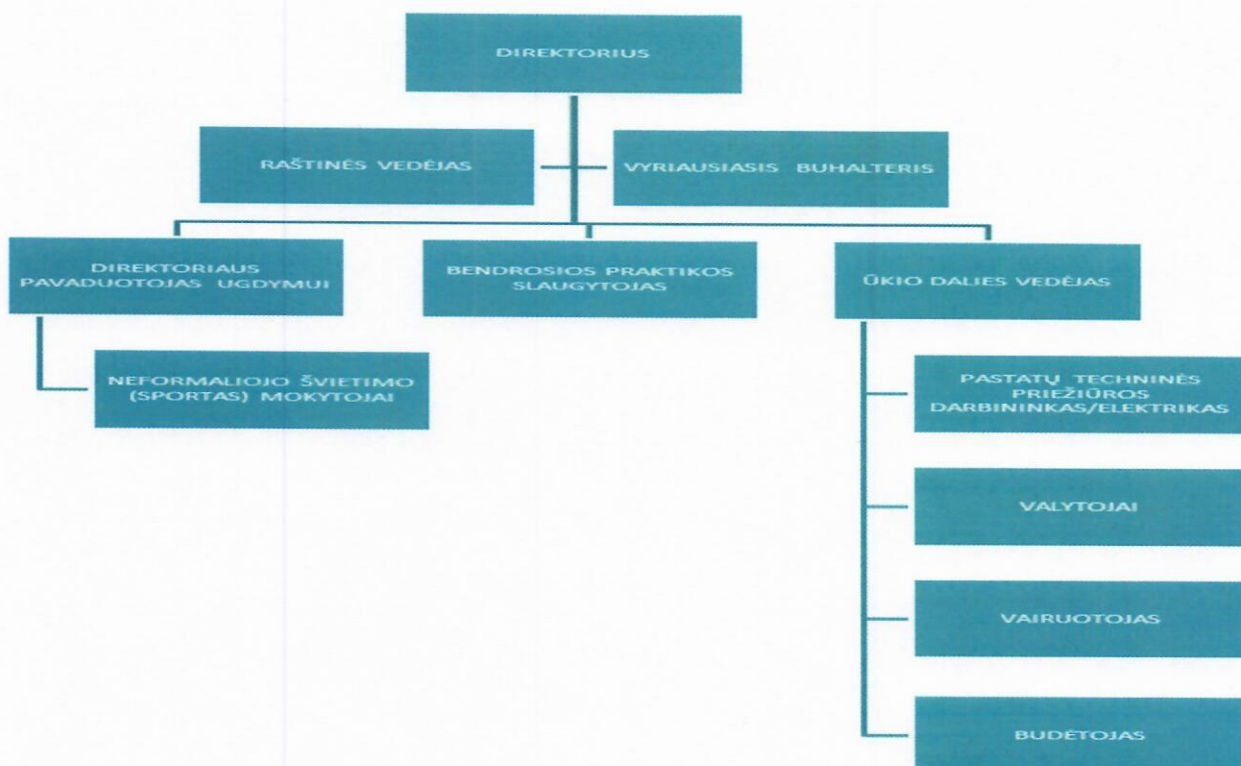 DIREKTORIUS
RAŠTINĖS VEDĖJAS
VYRIAUSIASIS BUHALTERIS
DIREKTORIAUS
PAVADUOTOJAS UGDYMUI
BENDROSIOS PRAKTIKOS
SLAUGYTOJAS
ŪKIO DALIES VEDĖJAS
NEFORMALIOJO ŠVIETIMO
(SPORTAS) MOKYTOJAI
PASTATŲ TECHNINĖS
PRIEŽIŪROS
DARBININKAS/ELEKTRIKAS
VALYTOJAI
VAIRUOTOJAS
BUDĖTOJAS